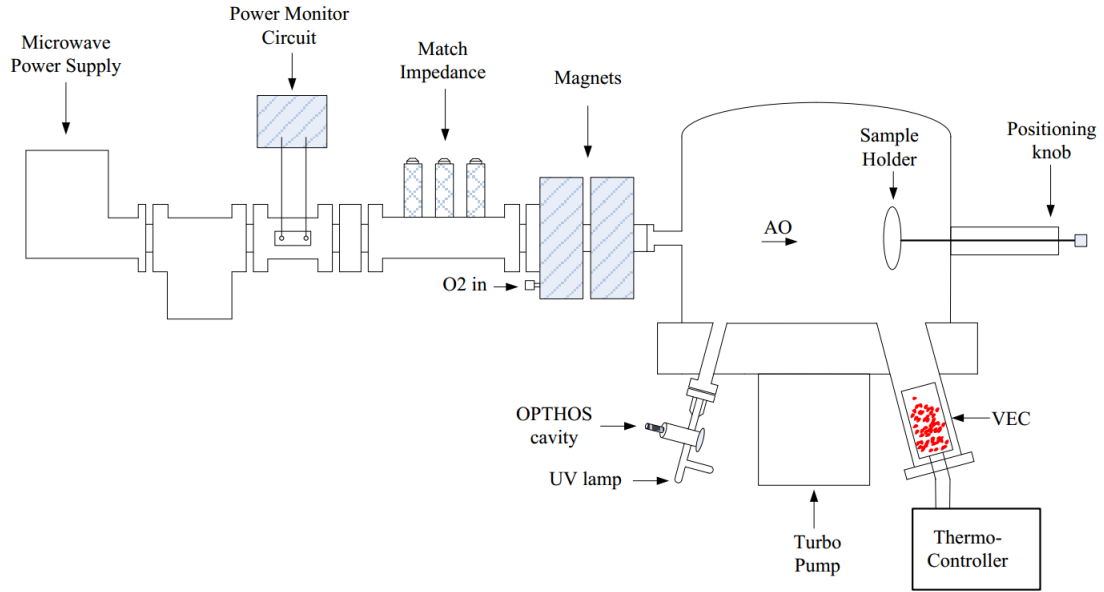 Power Monitor
Circuit
Microwave
Power Supply
Match
Impedance
Magnets
Sample
Holder
Positioning
knob
AO
O2 in
OPTHOS
cavity
VEC
UV lamp
Turbo
Pump
Thermo-
Controller